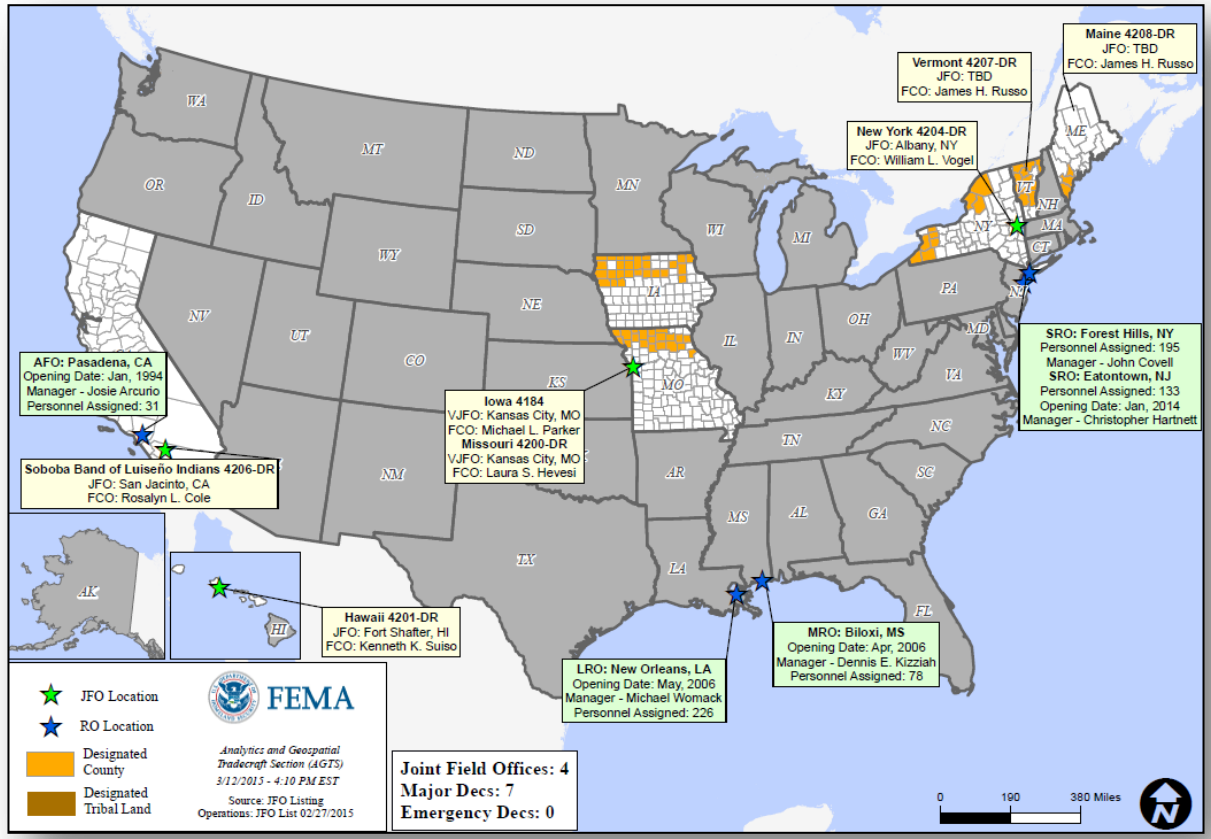 Maine 4208-DR
JFO: TBD
FCO: James H. Russo
Vermont 4207-DR
JFO: TBD
FCO: James H. Russo
New York 4204-DR
JFO: Albany, NY
FCO: William L. Vogel
WA
MT
ND
MN
ME
VT
NH
OR
ID
SD
WI
MI
NY
MA
CT
WY
IA
PA
NJ
NE
NV
UT
CO
IL
IN
OH
MD
WV
VA
KS
MO
KY
NC
TN
NM
AR
SC
MS
AL
GA
TX
LA
FL
AK
HI
SRO: Forest Hills, NY
Personnel Assigned: 195
Manager - John Covell
SRO: Eatontown, NJ
Personnel Assigned: 133
Opening Date: Jan, 2014
Manager - Christopher Hartnett
AFO: Pasadena, CA
Opening Date: Jan, 1994
Manager - Josie Arcurio
Personnel Assigned: 31
Iowa 4184
VJFO: Kansas City, MO
FCO: Michael L. Parker
Missouri 4200-DR
VJFO: Kansas City, MO
FCO: Laura S. Hevesi
Soboba Band of Luiseño Indians 4206-DR
JFO: San Jacinto, CA
FCO: Rosalyn L. Cole
Hawaii 4201-DR
JFO: Fort Shafter, HI
FCO: Kenneth K. Suiso
MRO: Biloxi, MS
Opening Date: Apr, 2006
Manager - Dennis E. Kizziah
Personnel Assigned: 78
LRO: New Orleans, LA
Opening Date: May, 2006
Manager - Michael Womack
Personnel Assigned: 226
JFO Location
RO Location
Designated
County
Designated
Tribal Land
FEMA
Analytics and Geospatial
Tradecraft Section (AGTS)
3/12/2015 - 4:10 PM EST
Source: JFO Listing
Operations: JFO List 02/27/2015
Joint Field Offices: 4
Major Decs: 7
Emergency Decs: 0
0 190 380 Miles
N